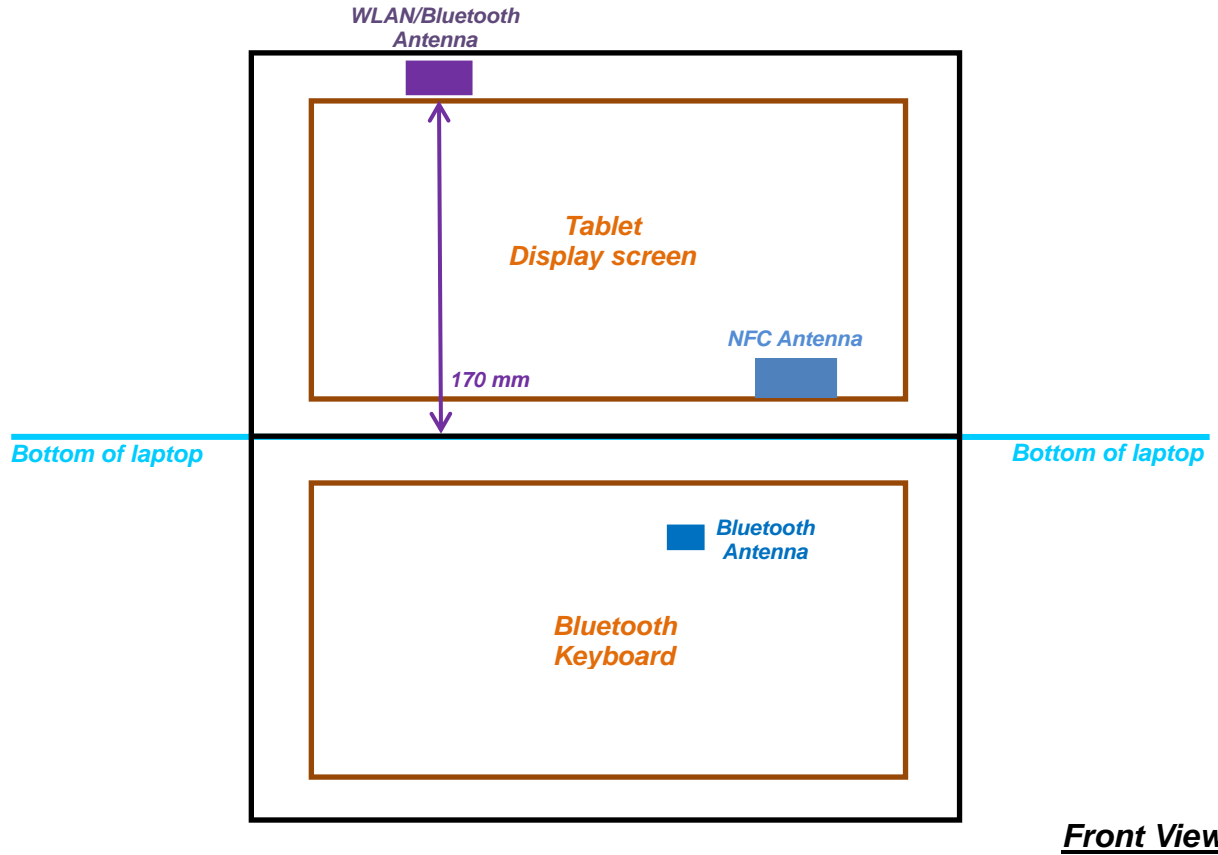 WLAN/Bluetooth
Antenna
Tablet
Display screen
NFC Antenna
170 mm
Bottom of laptop
Bottom of laptop
Bluetooth
Antenna
Bluetooth
Keyboard
Front View